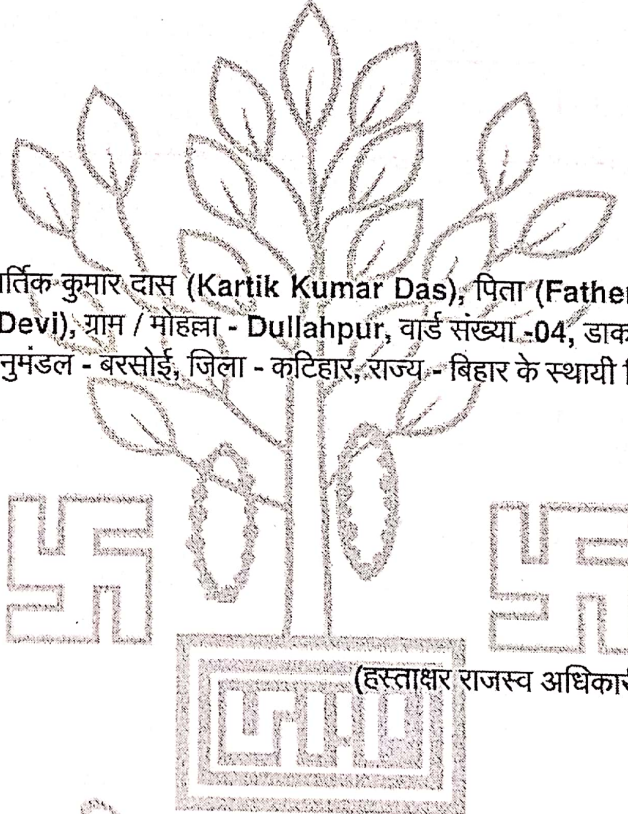 र्तिक कुमार दास (Kartik Kumar Das), पिता (Father
Devi), ग्राम / मोहल्ला - Dullahpur, वार्ड संख्या -04, डाक
नुमंडल - बरसोई, जिला - कटिहार, राज्य - बिहार के स्थायी
(हस्ताक्षर राजस्व अधिकारी